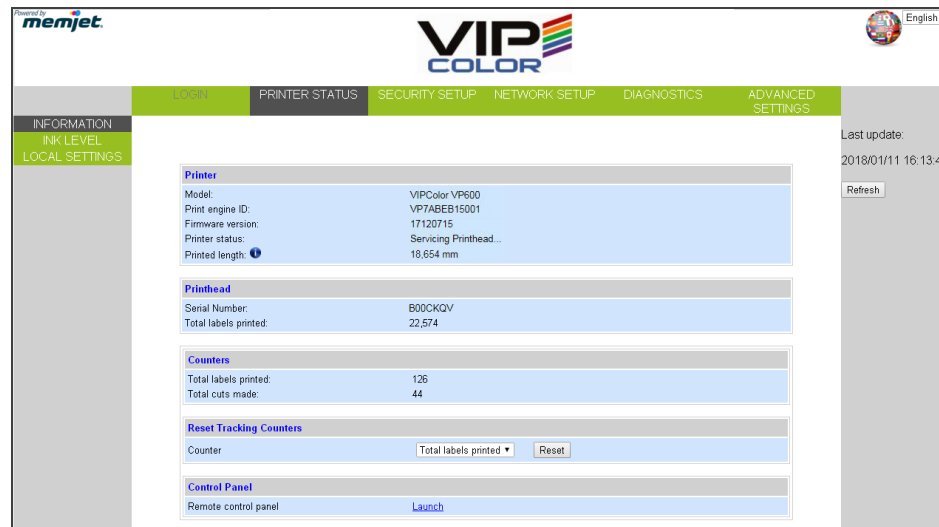 Powered by
memjet.
VIP
COLOR
English
LOGIN PRINTER STATUS SECURITY SETUP NETWORK SETUP DIAGNOSTICS ADVANCED SETTINGS
INFORMATION
INK LEVEL
LOCAL SETTINGS
Last update:
2018/01/11 16:13:4
Refresh
Printer
Model: VIPColor VP600
Print engine ID: VP7ABEB15001
Firmware version: 17120715
Printer status: Servicing Printhead...
Printed length: 18,654 mm
Printhead
Serial Number: B00CKQV
Total labels printed: 22,574
Counters
Total labels printed: 126
Total cuts made: 44
Reset Tracking Counters
Counter Total labels printed Reset
Control Panel
Remote control panel Launch